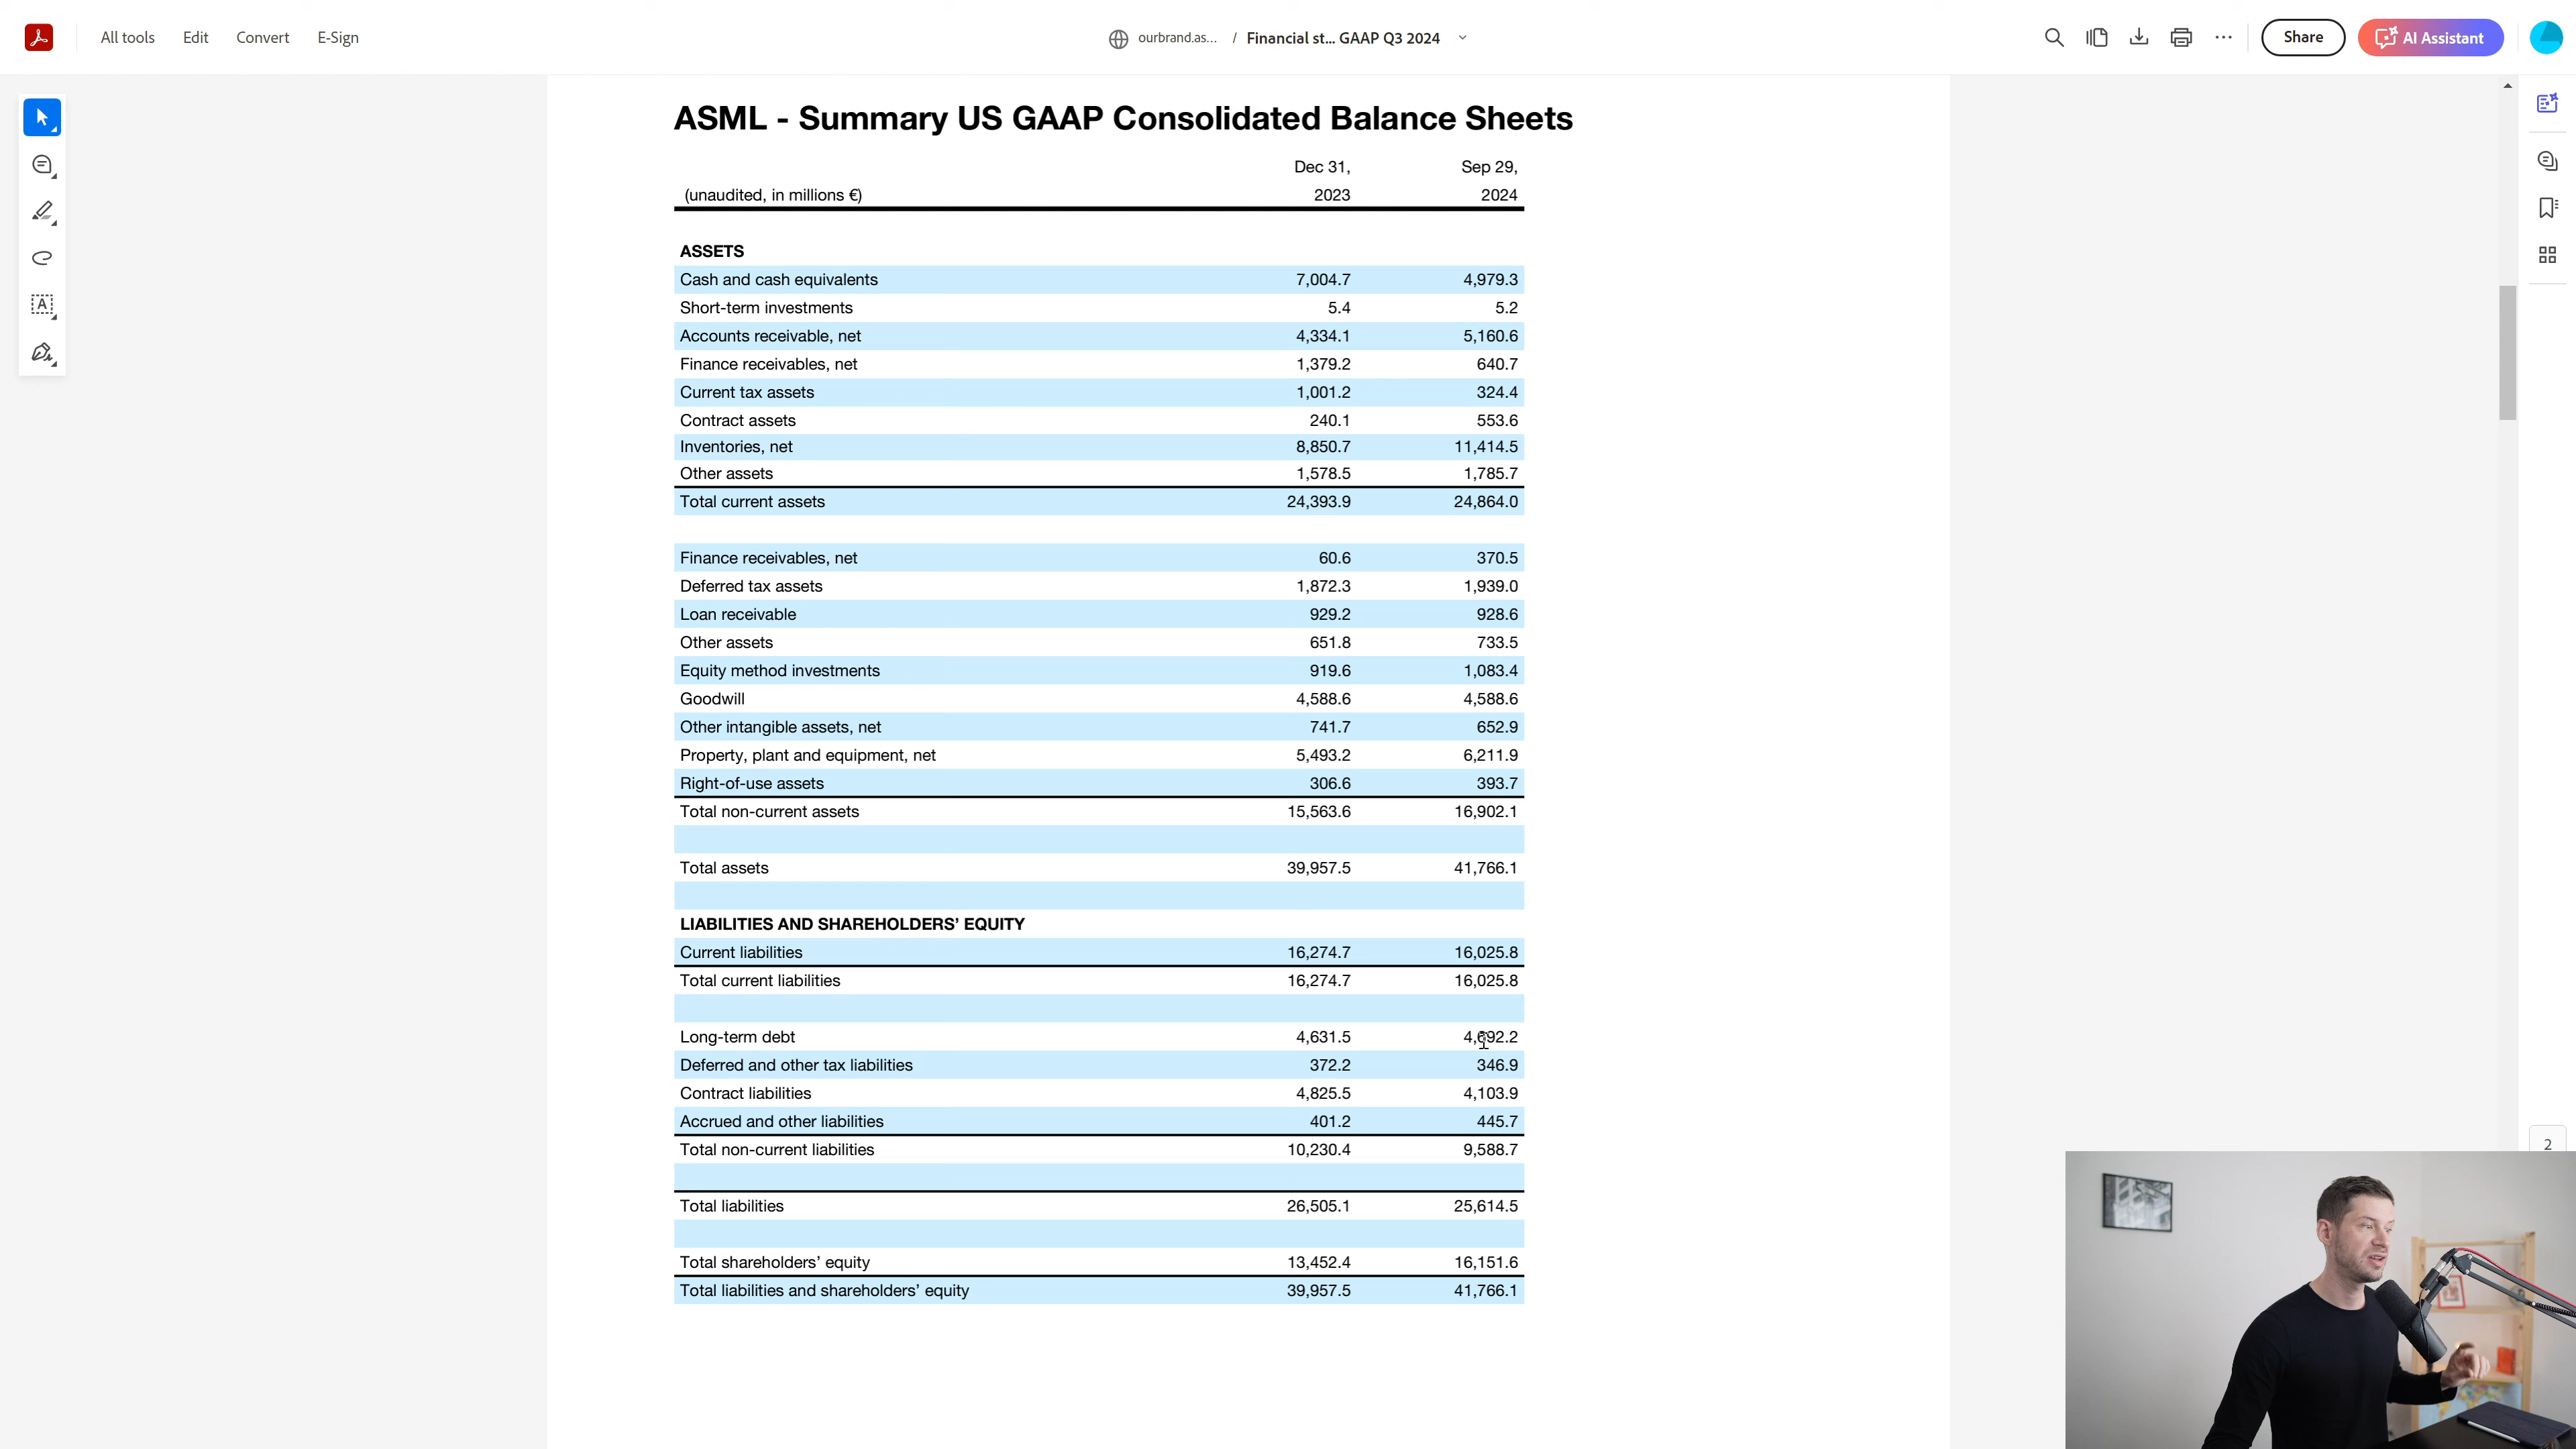 All tools Edit Convert E-Sign ourbrand.as... / Financial st... GAAP Q3 2024 Share AI Assistant
ASML - Summary US GAAP Consolidated Balance Sheets
Dec 31, Sep 29,
(unaudited, in millions €) 2023 2024
ASSETS
Cash and cash equivalents 7,004.7 4,979.3
Short-term investments 5.4 5.2
Accounts receivable, net 4,334.1 5,160.6
Finance receivables, net 1,379.2 640.7
Current tax assets 1,001.2 324.4
Contract assets 240.1 553.6
Inventories, net 8,850.7 11,414.5
Other assets 1,578.5 1,785.7
Total current assets 24,393.9 24,864.0
Finance receivables, net 60.6 370.5
Deferred tax assets 1,872.3 1,939.0
Loan receivable 929.2 928.6
Other assets 651.8 733.5
Equity method investments 919.6 1,083.4
Goodwill 4,588.6 4,588.6
Other intangible assets, net 741.7 652.9
Property, plant and equipment, net 5,493.2 6,211.9
Right-of-use assets 306.6 393.7
Total non-current assets 15,563.6 16,902.1
Total assets 39,957.5 41,766.1
LIABILITIES AND SHAREHOLDERS’ EQUITY
Current liabilities 16,274.7 16,025.8
Total current liabilities 16,274.7 16,025.8
Long-term debt 4,631.5 4,692.2
Deferred and other tax liabilities 372.2 346.9
Contract liabilities 4,825.5 4,103.9
Accrued and other liabilities 401.2 445.7
Total non-current liabilities 10,230.4 9,588.7
2
Total liabilities 26,505.1 25,614.5
Total shareholders’ equity 13,452.4 16,151.6
Total liabilities and shareholders’ equity 39,957.5 41,766.1